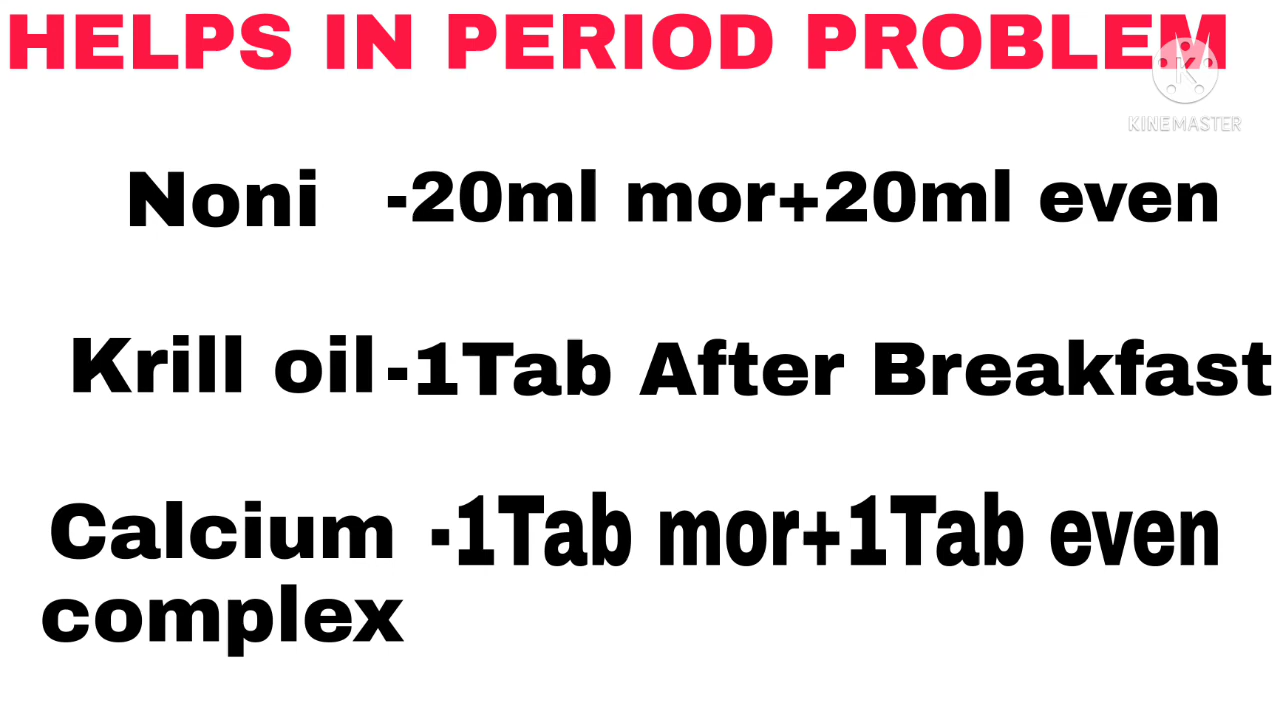 HELPS IN PERIOD PROBLEM
KINEMASTER
Noni -20ml mor+20ml even
Krill oil -1Tab After Breakfast
Calcium -1Tab mor+1Tab even
complex